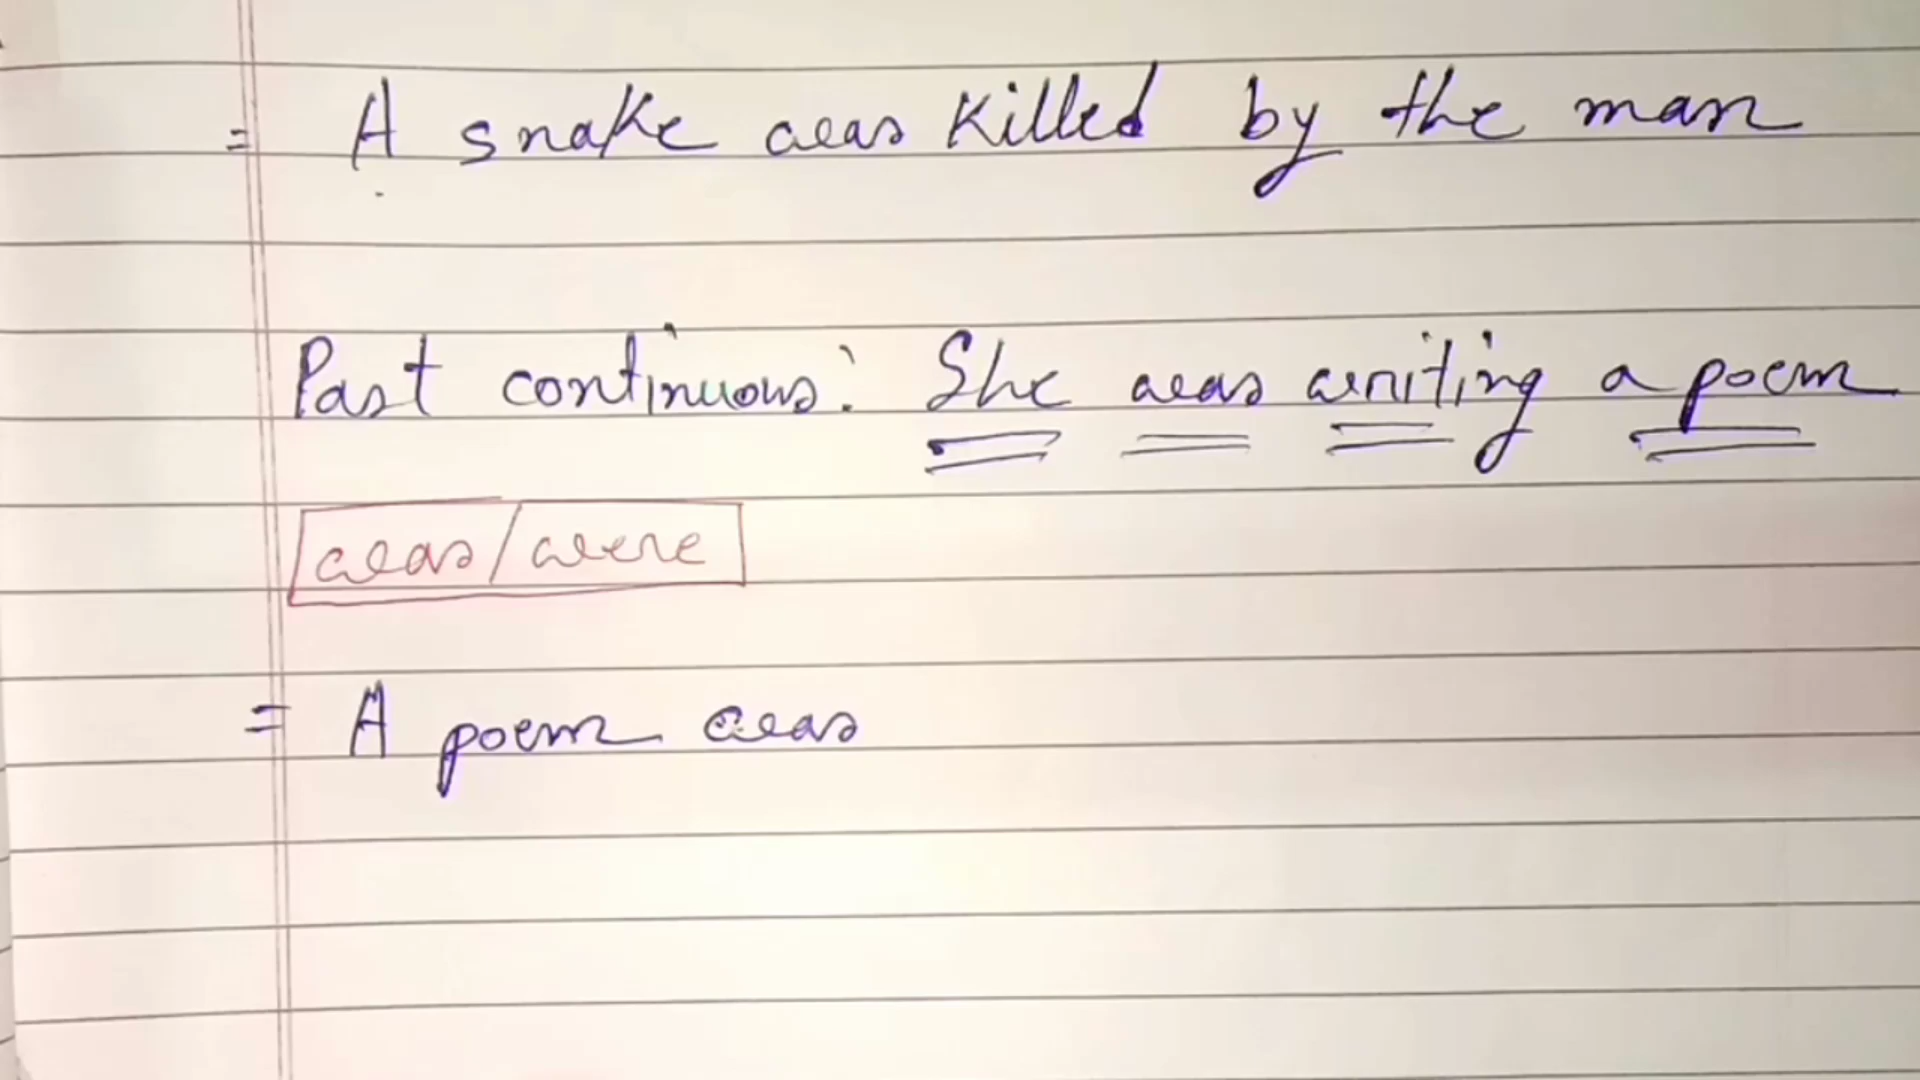 = A snake was killed by the man
Past continuous: She was writing a poem
was/were
= A poem was